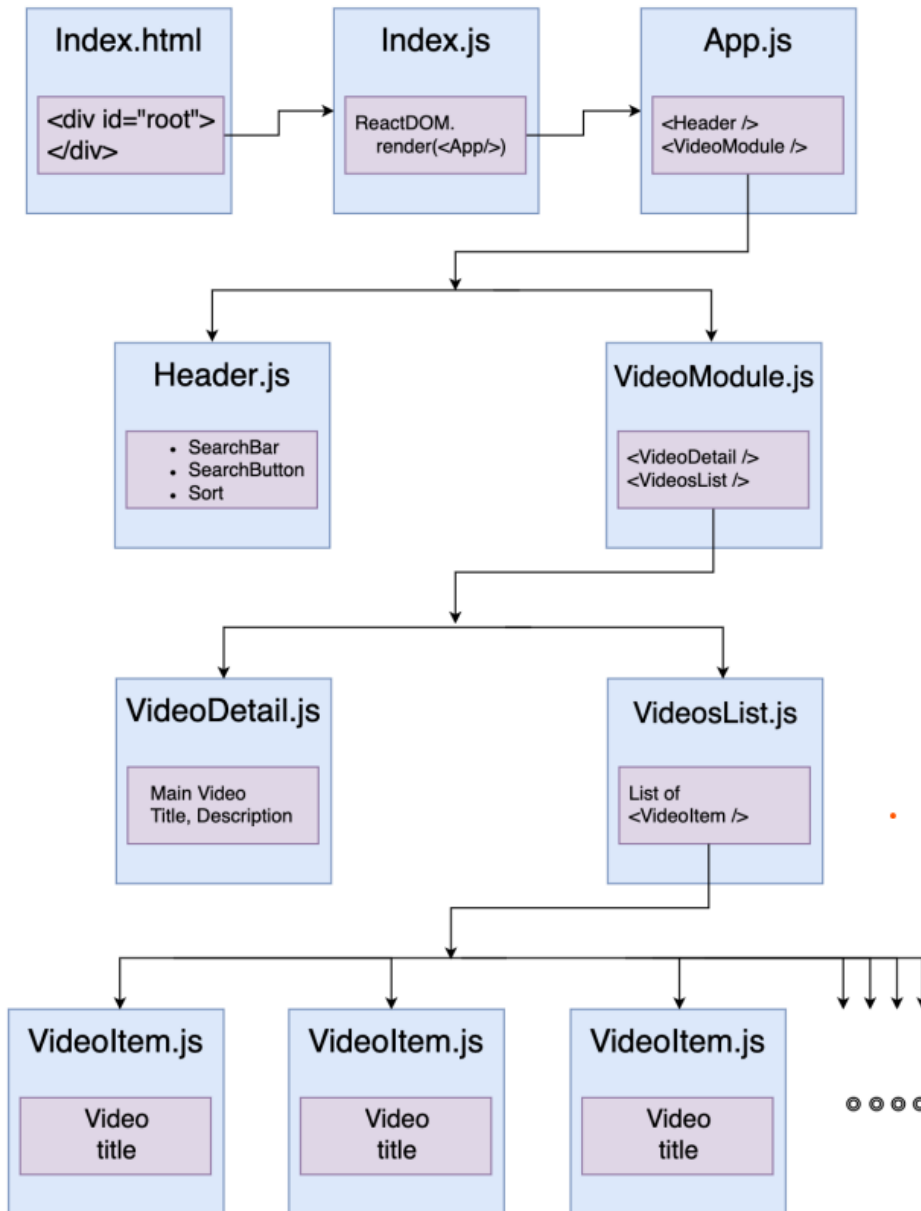 Index.html
<div id="root">
</div>
Index.js
ReactDOM.
render(<App/>)
App.js
<Header />
<VideoModule />
Header.js
• SearchBar
• SearchButton
• Sort
VideoModule.js
<VideoDetail />
<VideosList />
VideoDetail.js
Main Video
Title, Description
VideosList.js
List of
<VideoItem />
VideoItem.js
Video
title
VideoItem.js
Video
title
VideoItem.js
Video
title